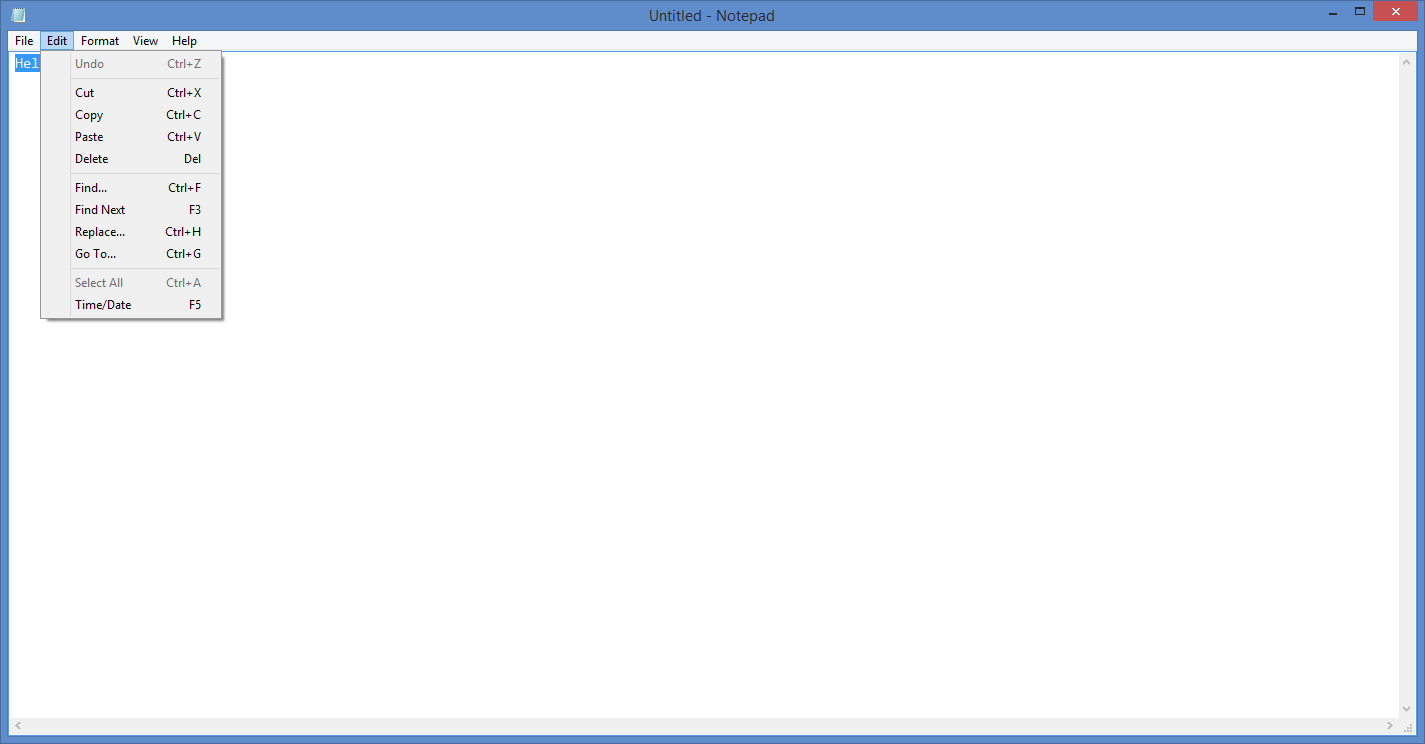 Untitled - Notepad
File Edit Format View Help
Hel
Undo Ctrl+Z
Cut Ctrl+X
Copy Ctrl+C
Paste Ctrl+V
Delete Del
Find... Ctrl+F
Find Next F3
Replace... Ctrl+H
Go To... Ctrl+G
Select All Ctrl+A
Time/Date F5